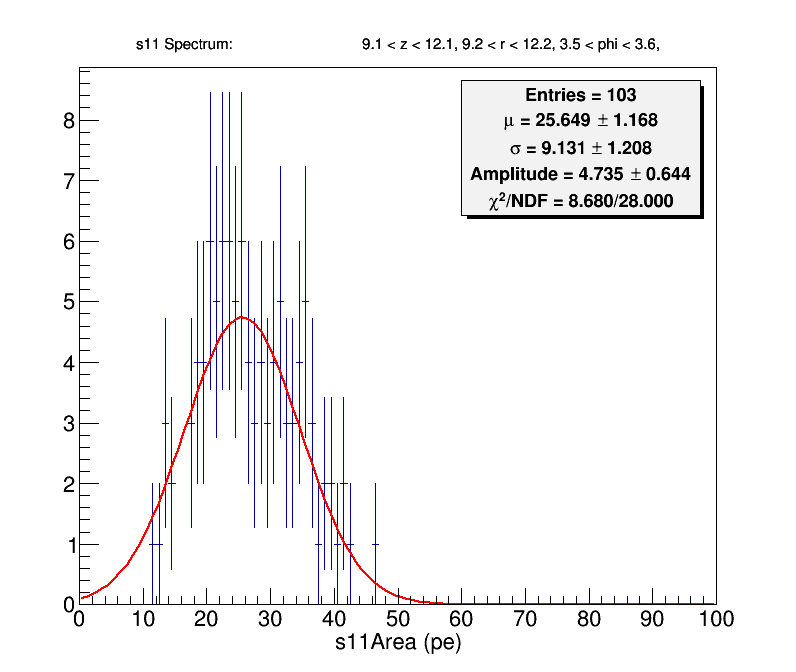 s11 Spectrum: 9.1 < z < 12.1, 9.2 < r < 12.2, 3.5 < phi < 3.6,
Entries = 103
μ = 25.649 ± 1.168
σ = 9.131 ± 1.208
Amplitude = 4.735 ± 0.644
χ²/NDF = 8.680/28.000
8
7
6
5
4
3
2
1
0
0 10 20 30 40 50 60 70 80 90 100
s11Area (pe)